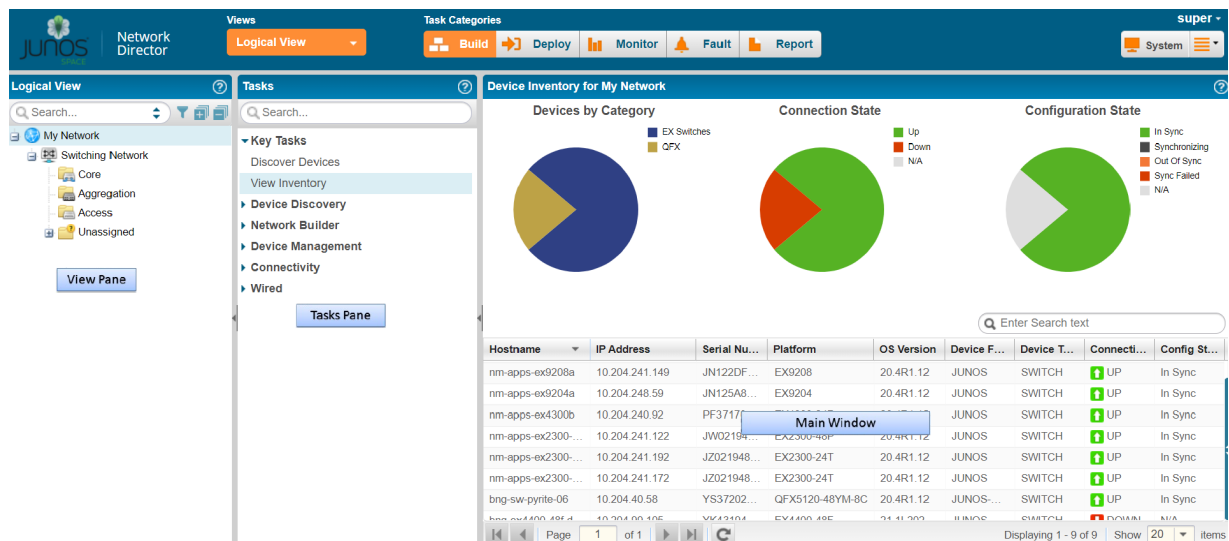 Views
Task Categories
super
JUNOS
SPACE
Network
Director
Logical View
Build
Deploy
Monitor
Fault
Report
System
Logical View
Search...
My Network
Switching Network
Core
Aggregation
Access
Unassigned
View Pane
Tasks
Search...
Key Tasks
Discover Devices
View Inventory
Device Discovery
Network Builder
Device Management
Connectivity
Wired
Tasks Pane
Device Inventory for My Network
Devices by Category
EX Switches
QFX
Connection State
Up
Down
N/A
Configuration State
In Sync
Synchronizing
Out Of Sync
Sync Failed
N/A
Enter Search text
Hostname IP Address Serial Nu... Platform OS Version Device F... Device T... Connecti... Config St...
nm-apps-ex9208a 10.204.241.149 JN122DF... EX9208 20.4R1.12 JUNOS SWITCH UP In Sync
nm-apps-ex9204a 10.204.248.59 JN125A8... EX9204 20.4R1.12 JUNOS SWITCH UP In Sync
nm-apps-ex4300b 10.204.240.92 JUNOS SWITCH UP In Sync
Main Window
nm-apps-ex2300-... 10.204.241.122 JW02194... EX2300-48P 20.4R1.12 JUNOS SWITCH UP In Sync
nm-apps-ex2300-... 10.204.241.192 JZ021948... EX2300-24T 20.4R1.12 JUNOS SWITCH UP In Sync
nm-apps-ex2300-... 10.204.241.172 JZ021948... EX2300-24T 20.4R1.12 JUNOS SWITCH UP In Sync
bng-sw-pyrite-06 10.204.40.58 YS37202... QFX5120-48YM-8C 20.4R1.12 JUNOS-... SWITCH UP In Sync
JUNOS SWITCH DOWN N/A
Page 1 of 1
Displaying 1 - 9 of 9 Show 20 items